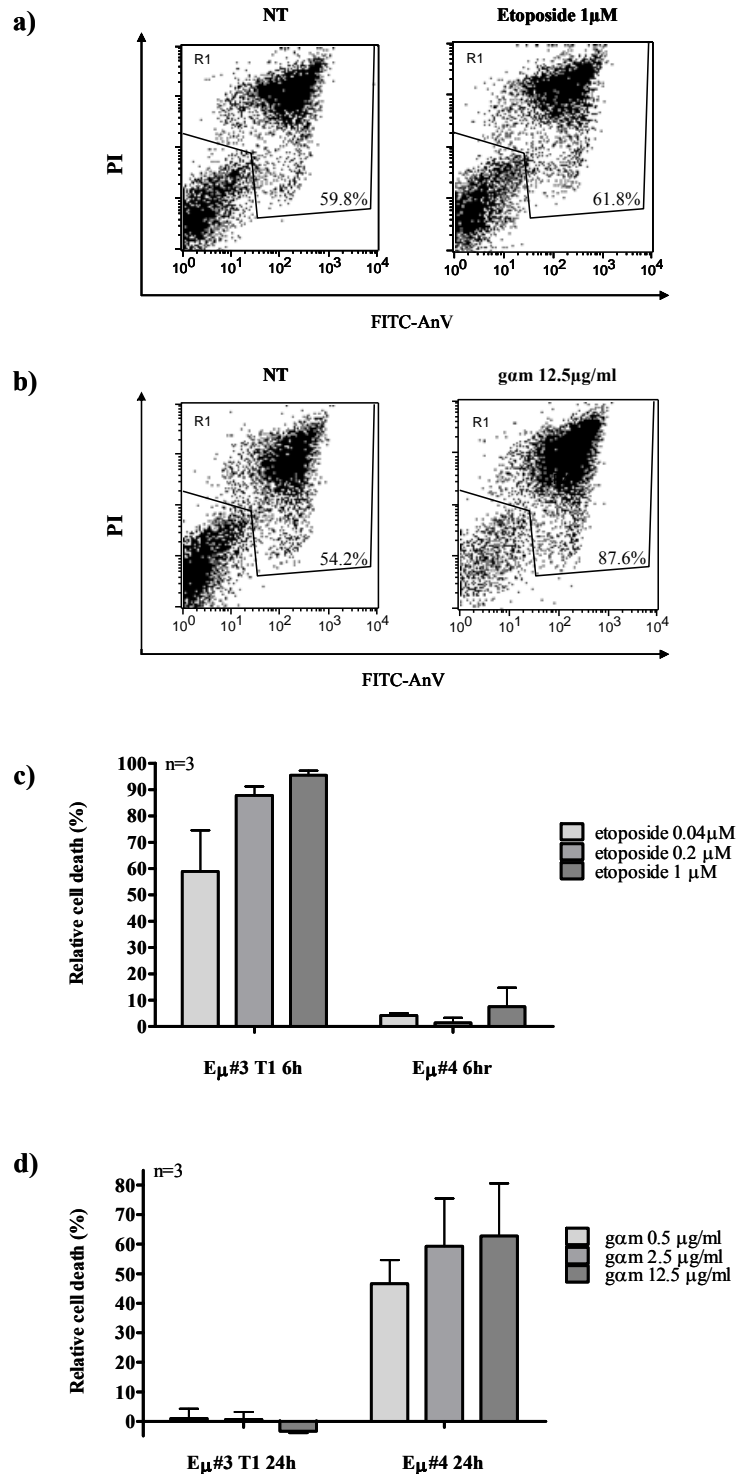 a)
NT
Etoposide 1µM
R1
R1
PI
59.8%
61.8%
10⁰ 10¹ 10² 10³ 10⁴
10⁰ 10¹ 10² 10³ 10⁴
FITC-AnV
b)
NT
gαm 12.5µg/ml
R1
R1
PI
54.2%
87.6%
10⁰ 10¹ 10² 10³ 10⁴
10⁰ 10¹ 10² 10³ 10⁴
FITC-AnV
c)
n=3
Relative cell death (%)
100
90
80
70
60
50
40
30
20
10
0
etoposide 0.04µM
etoposide 0.2 µM
etoposide 1 µM
Eµ#3 T1 6h
Eµ#4 6hr
d)
n=3
Relative cell death (%)
80
70
60
50
40
30
20
10
0
gαm 0.5 µg/ml
gαm 2.5 µg/ml
gαm 12.5 µg/ml
Eµ#3 T1 24h
Eµ#4 24h